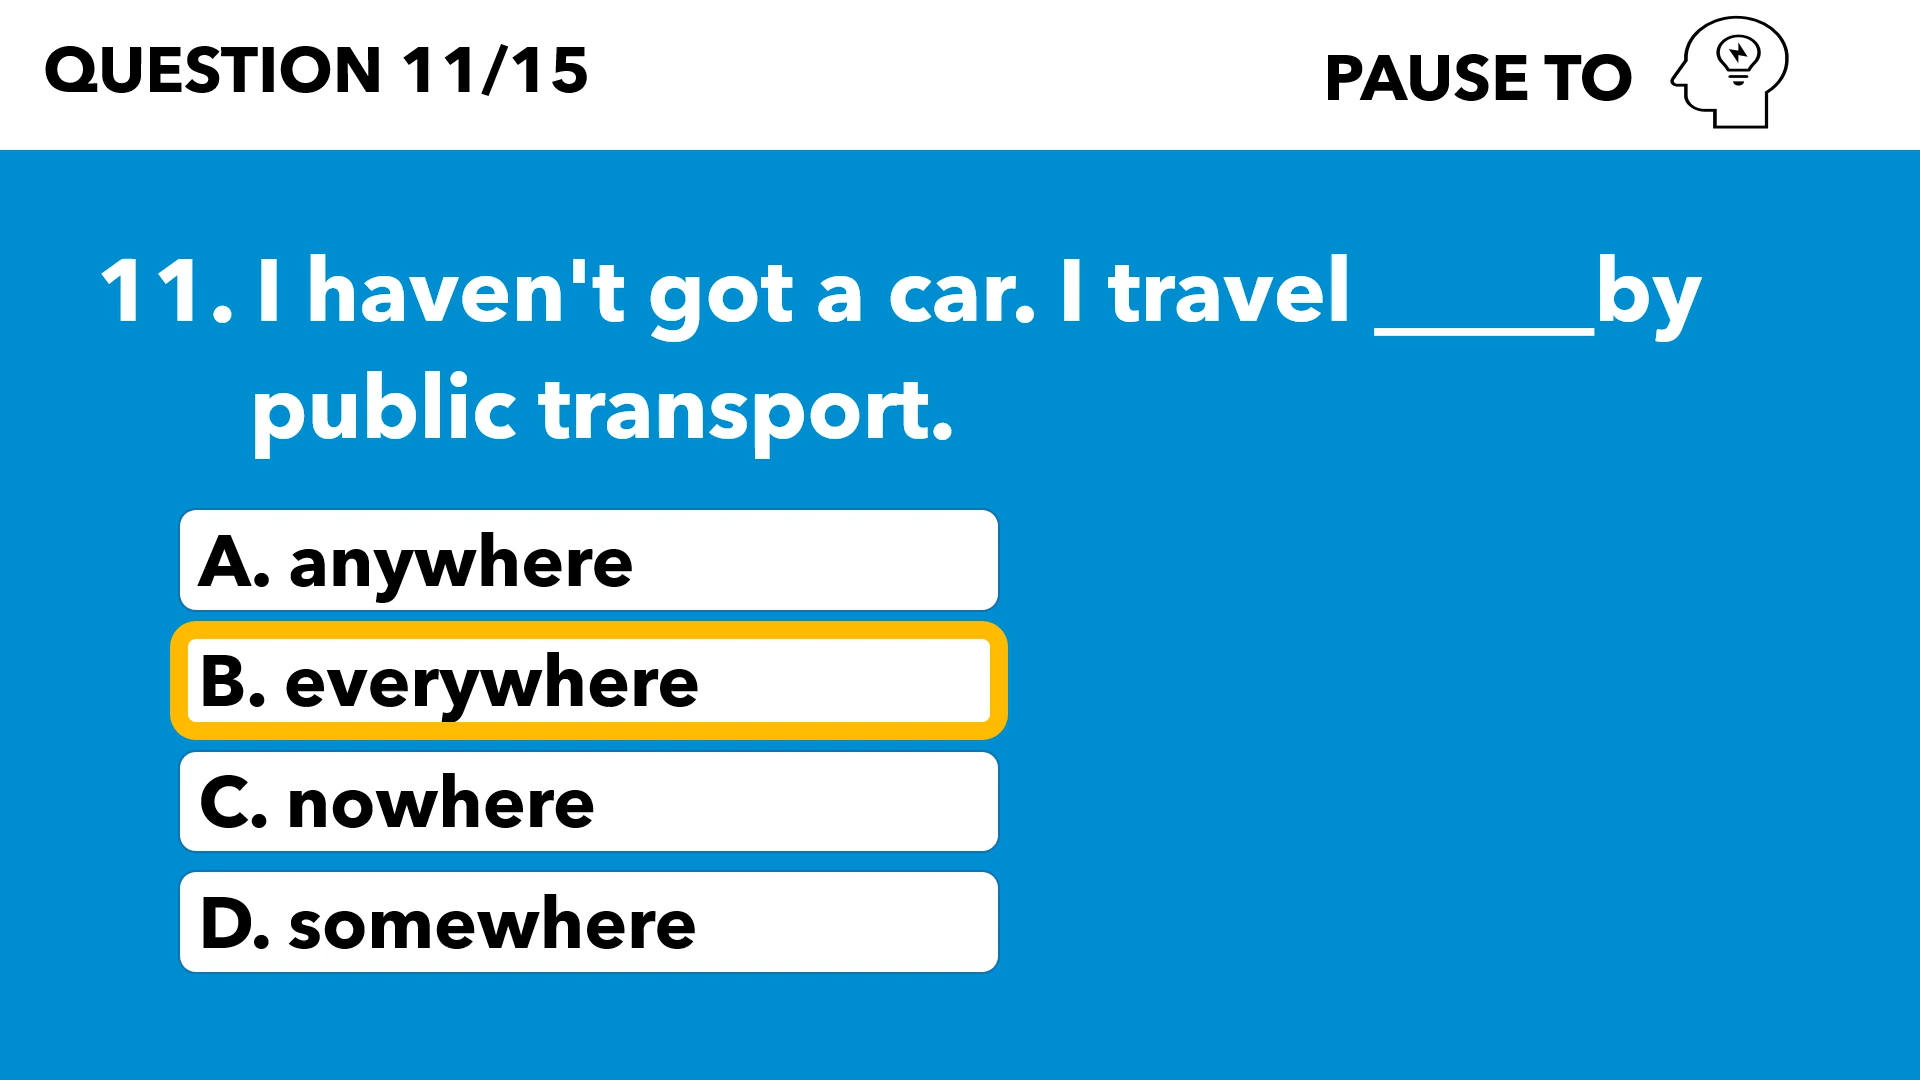 QUESTION 11/15
PAUSE TO
11. I haven't got a car. I travel _____by
public transport.
A. anywhere
B. everywhere
C. nowhere
D. somewhere